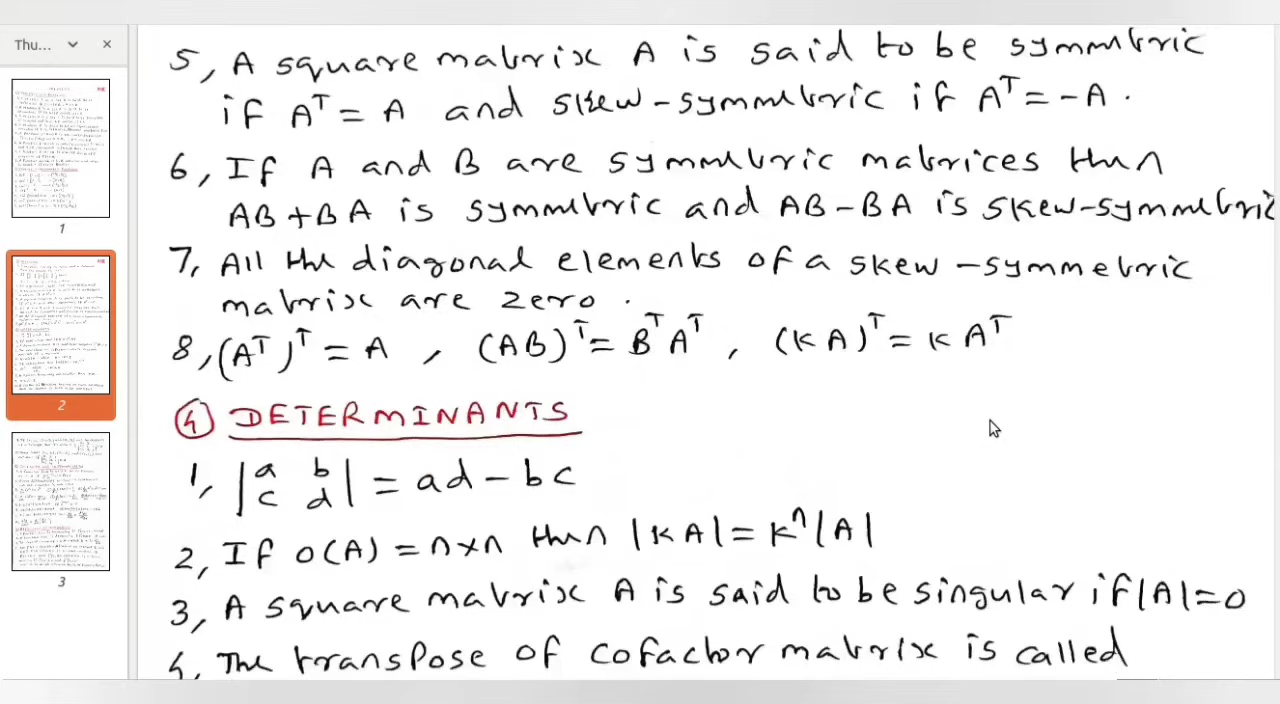 Thu...
1
2
3
5, A square matrix A is said to be symmetric
if Aᵀ = A and skew-symmetric if Aᵀ = -A .
6, If A and B are symmetric matrices then
AB+BA is symmetric and AB-BA is skew-symmetric
7, All the diagonal elements of a skew-symmetric
matrix are zero .
8, (Aᵀ)ᵀ = A , (AB)ᵀ = BᵀAᵀ , (KA)ᵀ = KAᵀ
④ DETERMINANTS
1, |a b
c d| = ad - bc
2, If O(A) = n×n then |KA| = Kⁿ|A|
3, A square matrix A is said to be singular if |A|=0
4, The transpose of cofactor matrix is called